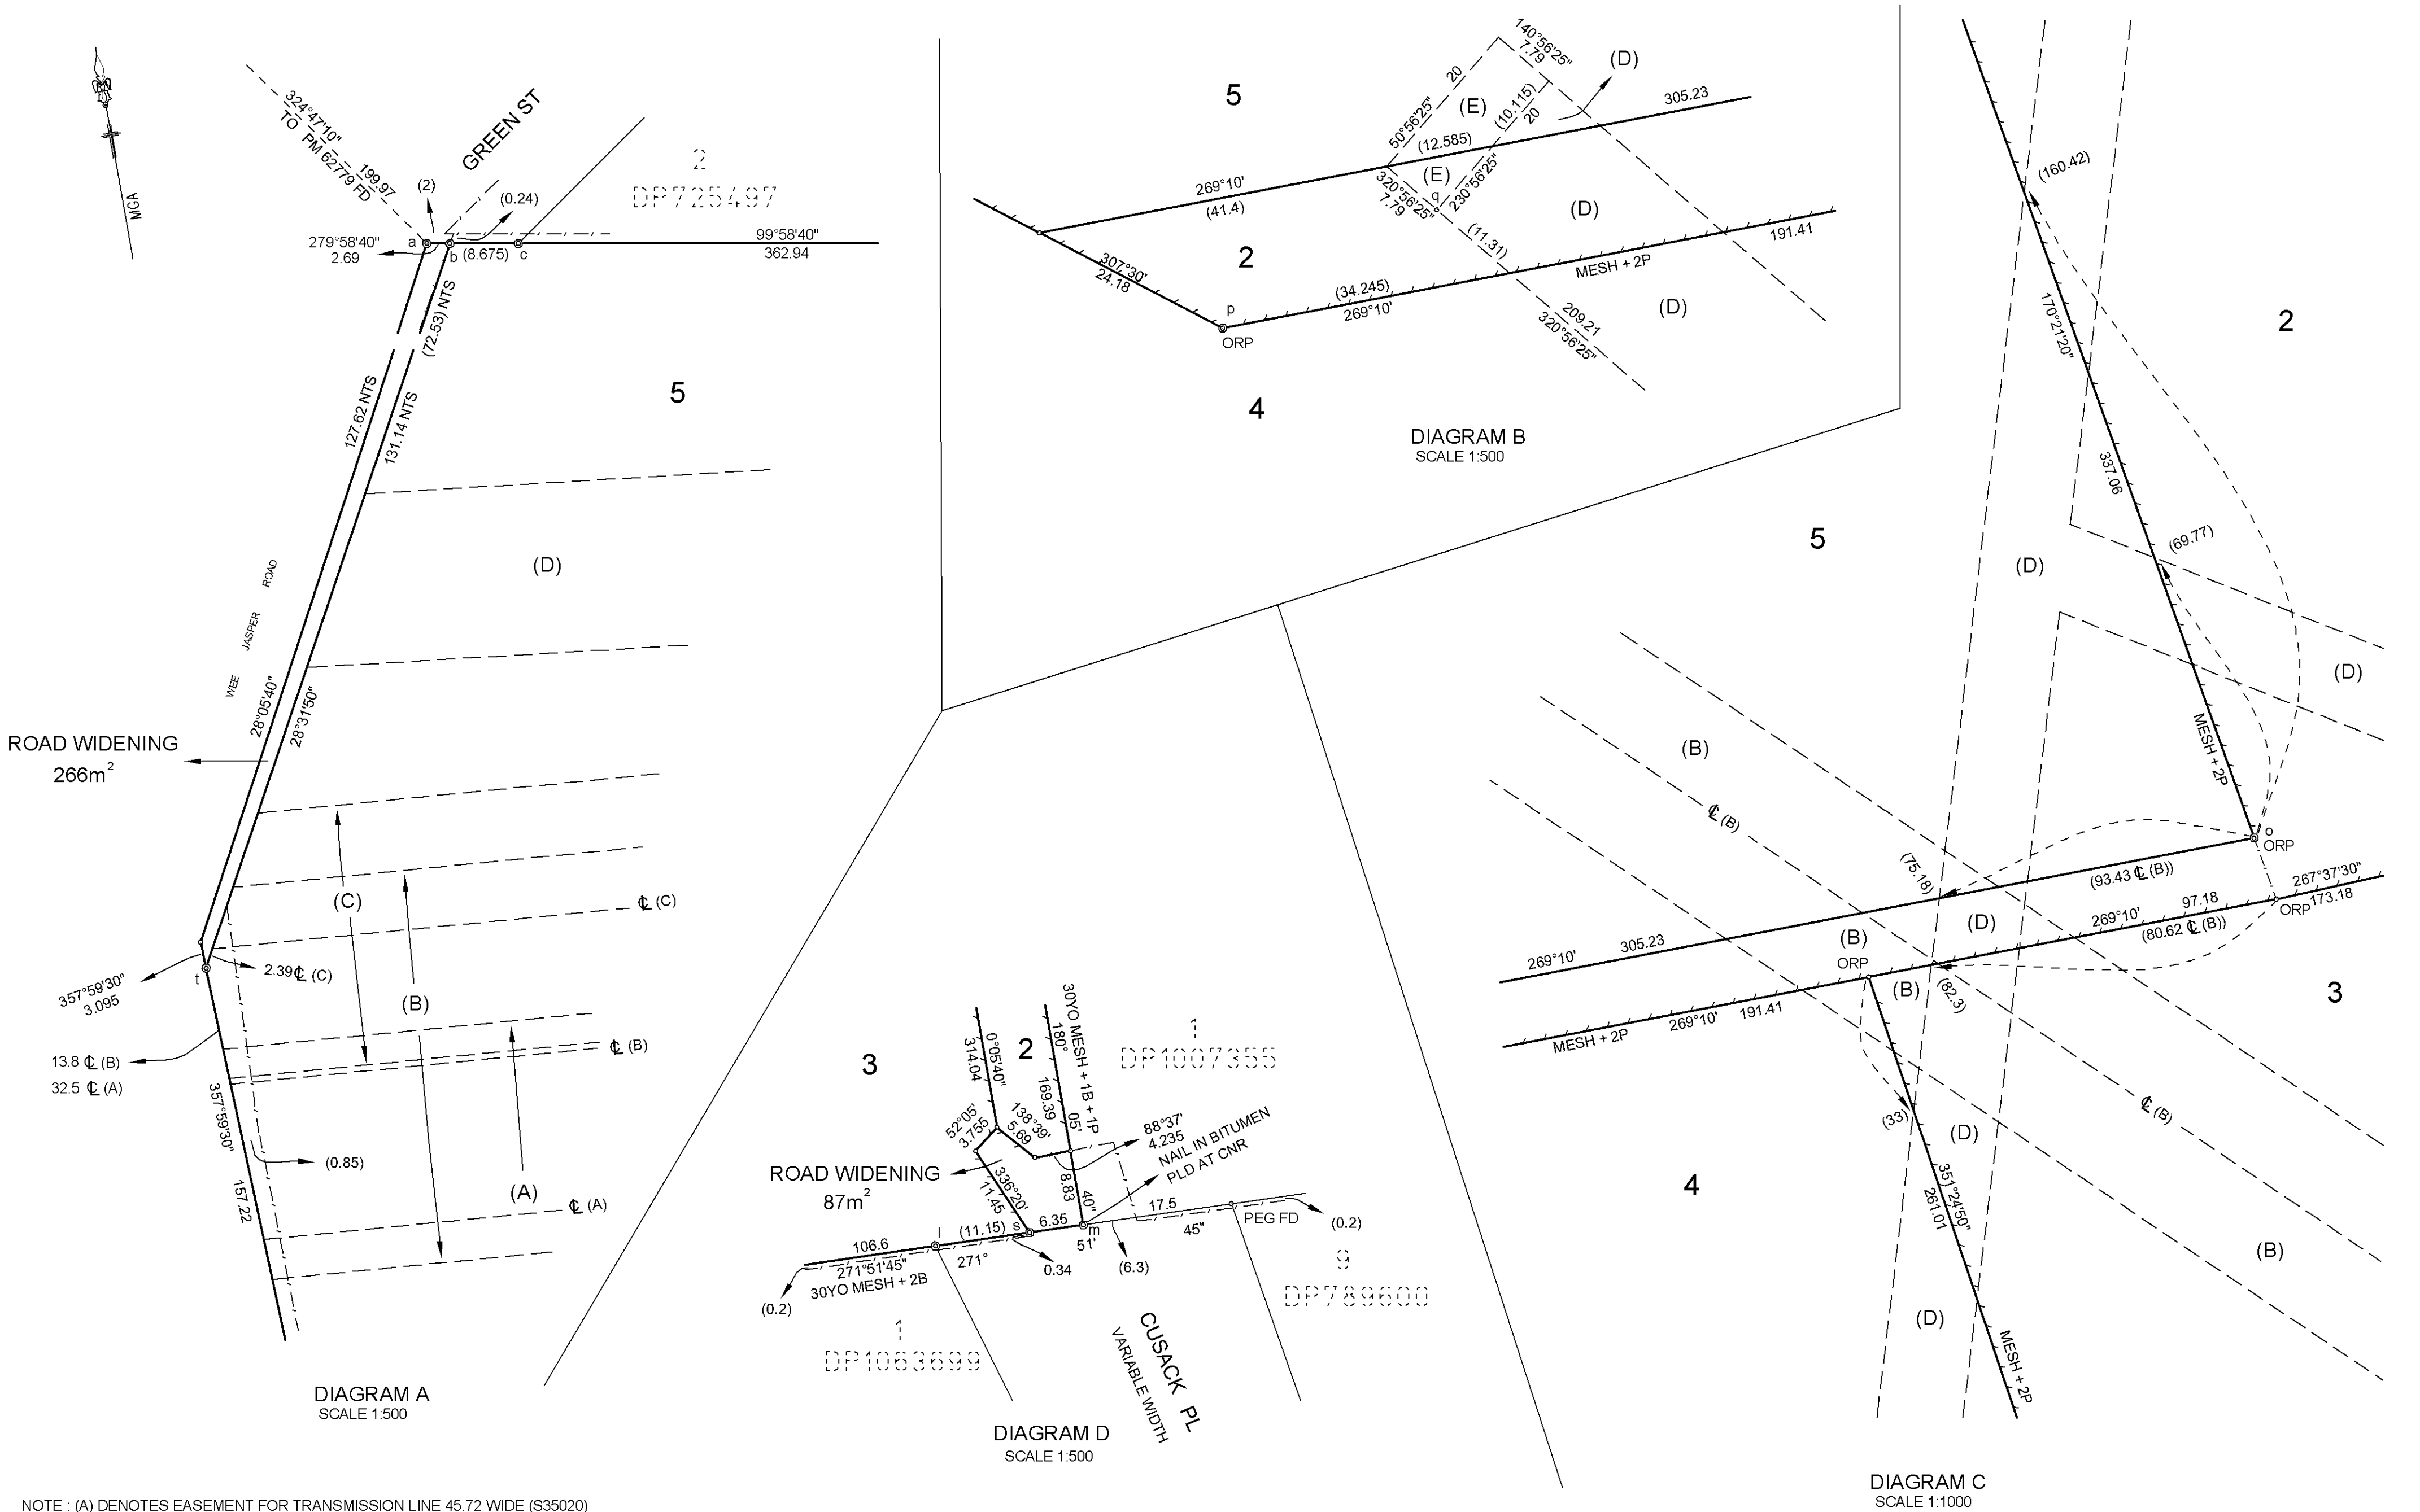 MGA
324°47'10"
TO PM 62779 FD
199.97
GREEN ST
(2)
(0.24)
2
DP725497
279°58'40"
2.69
a
b
(8.675)
c
99°58'40"
362.94
(72.53) NTS
127.62 NTS
131.14 NTS
5
(D)
WEE JASPER ROAD
28°05'40"
28°31'50"
ROAD WIDENING
266m²
(C)
℄ (C)
2.39 ℄ (C)
t
357°59'30"
3.095
(B)
13.8 ℄ (B)
32.5 ℄ (A)
℄ (B)
357°59'30"
(0.85)
157.22
(A)
℄ (A)
DIAGRAM A
SCALE 1:500
5
140°56'25"
7.79
(D)
20
(E)
(10.115)
20
305.23
50°56'25"
(12.585)
(E)
269°10'
(41.4)
320°56'25"
7.79
q
230°56'25"
(D)
(11.31)
191.41
2
MESH + 2P
307°30'
24.18
p
(34.245)
269°10'
ORP
209.21
320°56'25"
(D)
4
DIAGRAM B
SCALE 1:500
(160.42)
2
170°21'20"
337.06
5
(69.77)
(D)
(D)
MESH + 2P
(B)
℄ (B)
o
ORP
(75.18)
(93.43 ℄ (B))
267°37'30"
173.18
97.18
ORP
269°10'
(80.62 ℄ (B))
(D)
(B)
305.23
269°10'
ORP
(B)
(82.3)
3
191.41
269°10'
MESH + 2P
(33)
(D)
℄ (B)
4
351°24'50"
261.01
(B)
(D)
MESH + 2P
DIAGRAM C
SCALE 1:1000
3
0°05'40"
314.04
2
30YO MESH + 1B + 1P
180°
05'
40"
169.39
1
DP1007355
52°05'
3.755
138°39'
5.69
88°37'
4.235
NAIL IN BITUMEN
PLD AT CNR
ROAD WIDENING
87m²
336°20'
11.45
8.83
17.5
45"
PEG FD
(0.2)
6.35
s
m
51'
(11.15)
l
271°
0.34
(6.3)
106.6
271°51'45"
30YO MESH + 2B
(0.2)
9
DP789600
1
DP1063699
CUSACK PL
VARIABLE WIDTH
DIAGRAM D
SCALE 1:500
NOTE : (A) DENOTES EASEMENT FOR TRANSMISSION LINE 45.72 WIDE (S35020)